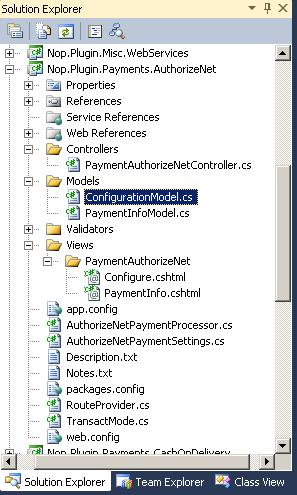 Solution Explorer
Nop.Plugin.Misc.WebServices
Nop.Plugin.Payments.AuthorizeNet
Properties
References
Service References
Web References
Controllers
PaymentAuthorizeNetController.cs
Models
ConfigurationModel.cs
PaymentInfoModel.cs
Validators
Views
PaymentAuthorizeNet
Configure.cshtml
PaymentInfo.cshtml
app.config
AuthorizeNetPaymentProcessor.cs
AuthorizeNetPaymentSettings.cs
Description.txt
Notes.txt
packages.config
RouteProvider.cs
TransactMode.cs
web.config
Nop.Plugin.Payments.CashOnDelivery
Solution Explorer Team Explorer Class View